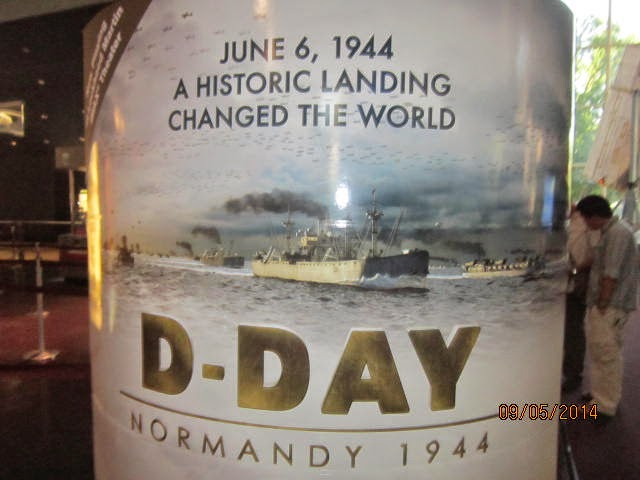 JUNE 6, 1944
A HISTORIC LANDING
CHANGED THE WORLD
D-DAY
NORMANDY 1944
09/05/2014